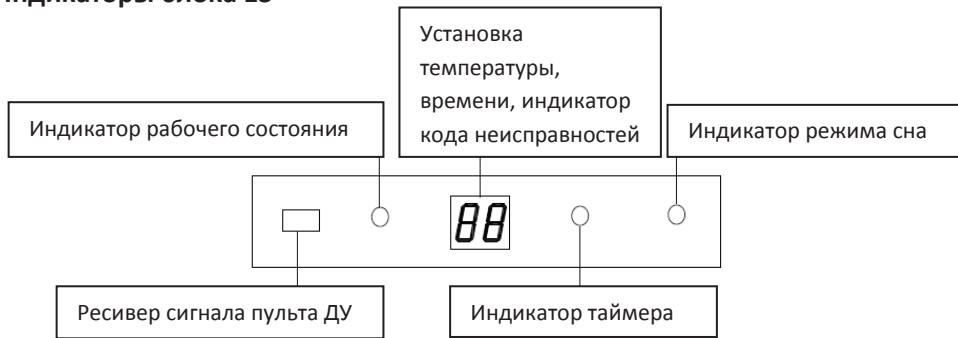 Установка
температуры,
времени, индикатор
кода неисправностей
Индикатор рабочего состояния
Индикатор режима сна
88
Ресивер сигнала пульта ДУ
Индикатор таймера